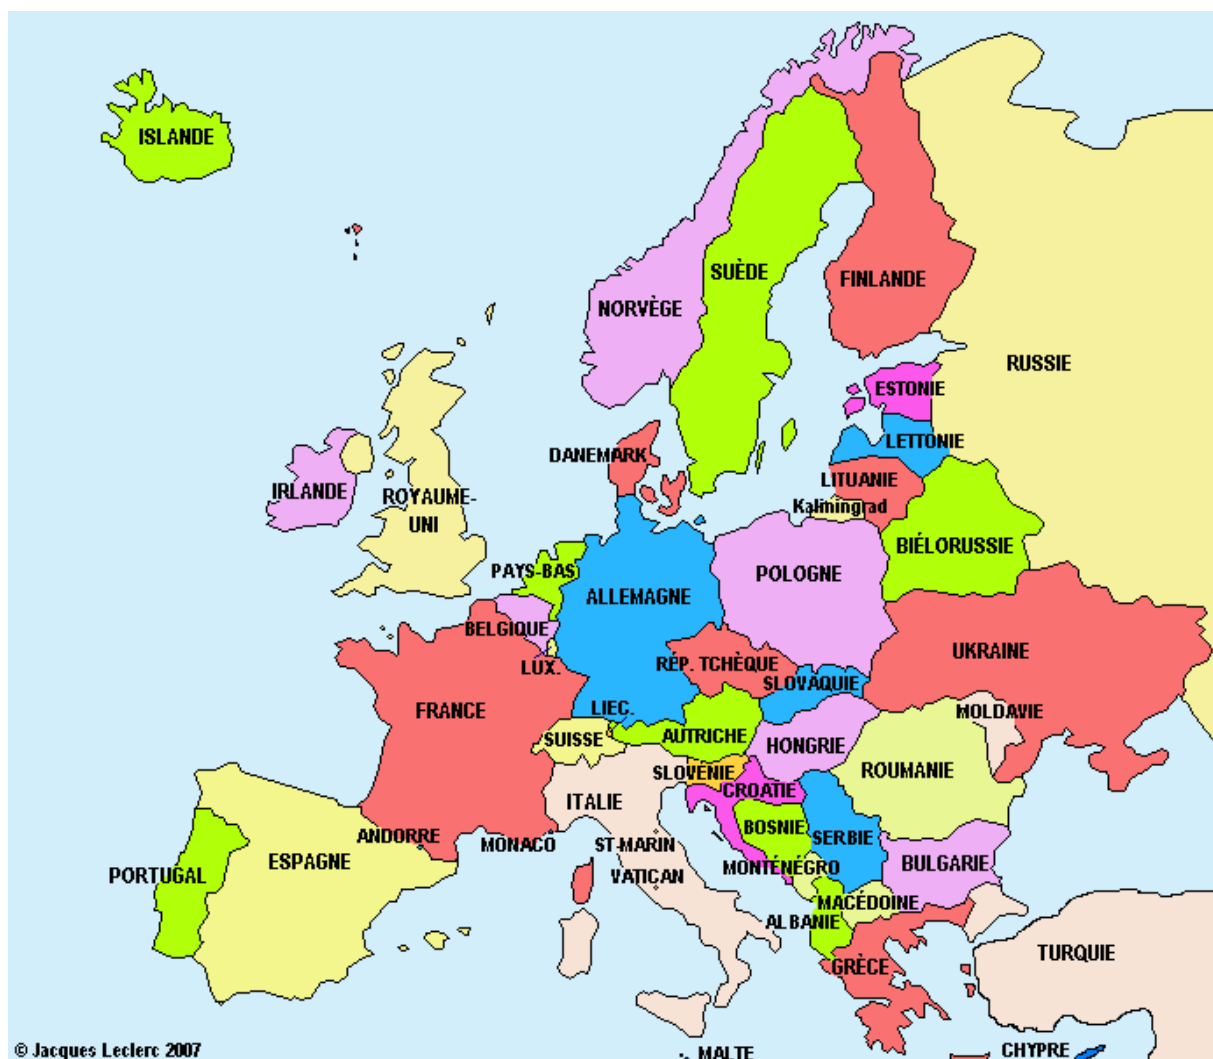 ISLANDE
SUÈDE
FINLANDE
NORVÈGE
RUSSIE
ESTONIE
LETTONIE
DANEMARK
LITUANIE
IRLANDE
ROYAUME-
UNI
Kaliningrad
BIÉLORUSSIE
PAYS-BAS
POLOGNE
ALLEMAGNE
BELGIQUE
UKRAINE
LUX.
RÉP. TCHÈQUE
SLOVAQUIE
FRANCE
LIEC.
MOLDAVIE
SUISSE
AUTRICHE
HONGRIE
ROUMANIE
SLOVÉNIE
CROATIE
ITALIE
BOSNIE
SERBIE
ANDORRE
MONACO
ST-MARIN
ESPAGNE
PORTUGAL
VATICAN
MONTÉNÉGRO
BULGARIE
MACÉDOINE
ALBANIE
TURQUIE
GRÈCE
© Jacques Leclerc 2007
MALTE
CHYPRE